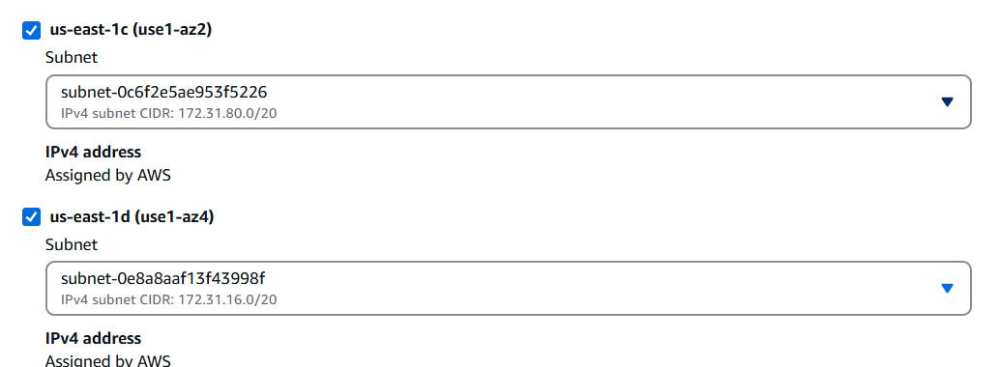 us-east-1c (use1-az2)
Subnet
subnet-0c6f2e5ae953f5226
IPv4 subnet CIDR: 172.31.80.0/20
IPv4 address
Assigned by AWS
us-east-1d (use1-az4)
Subnet
subnet-0e8a8aaf13f43998f
IPv4 subnet CIDR: 172.31.16.0/20
IPv4 address
Assigned by AWS